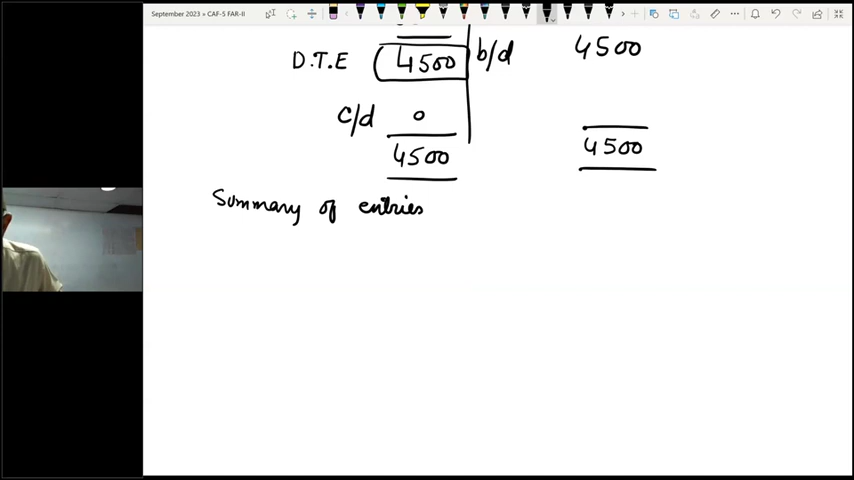 September 2023 » CAF-5 FAR-II
D.T.E 4500 b/d 4500
c/d 0
4500 4500
Summary of entries